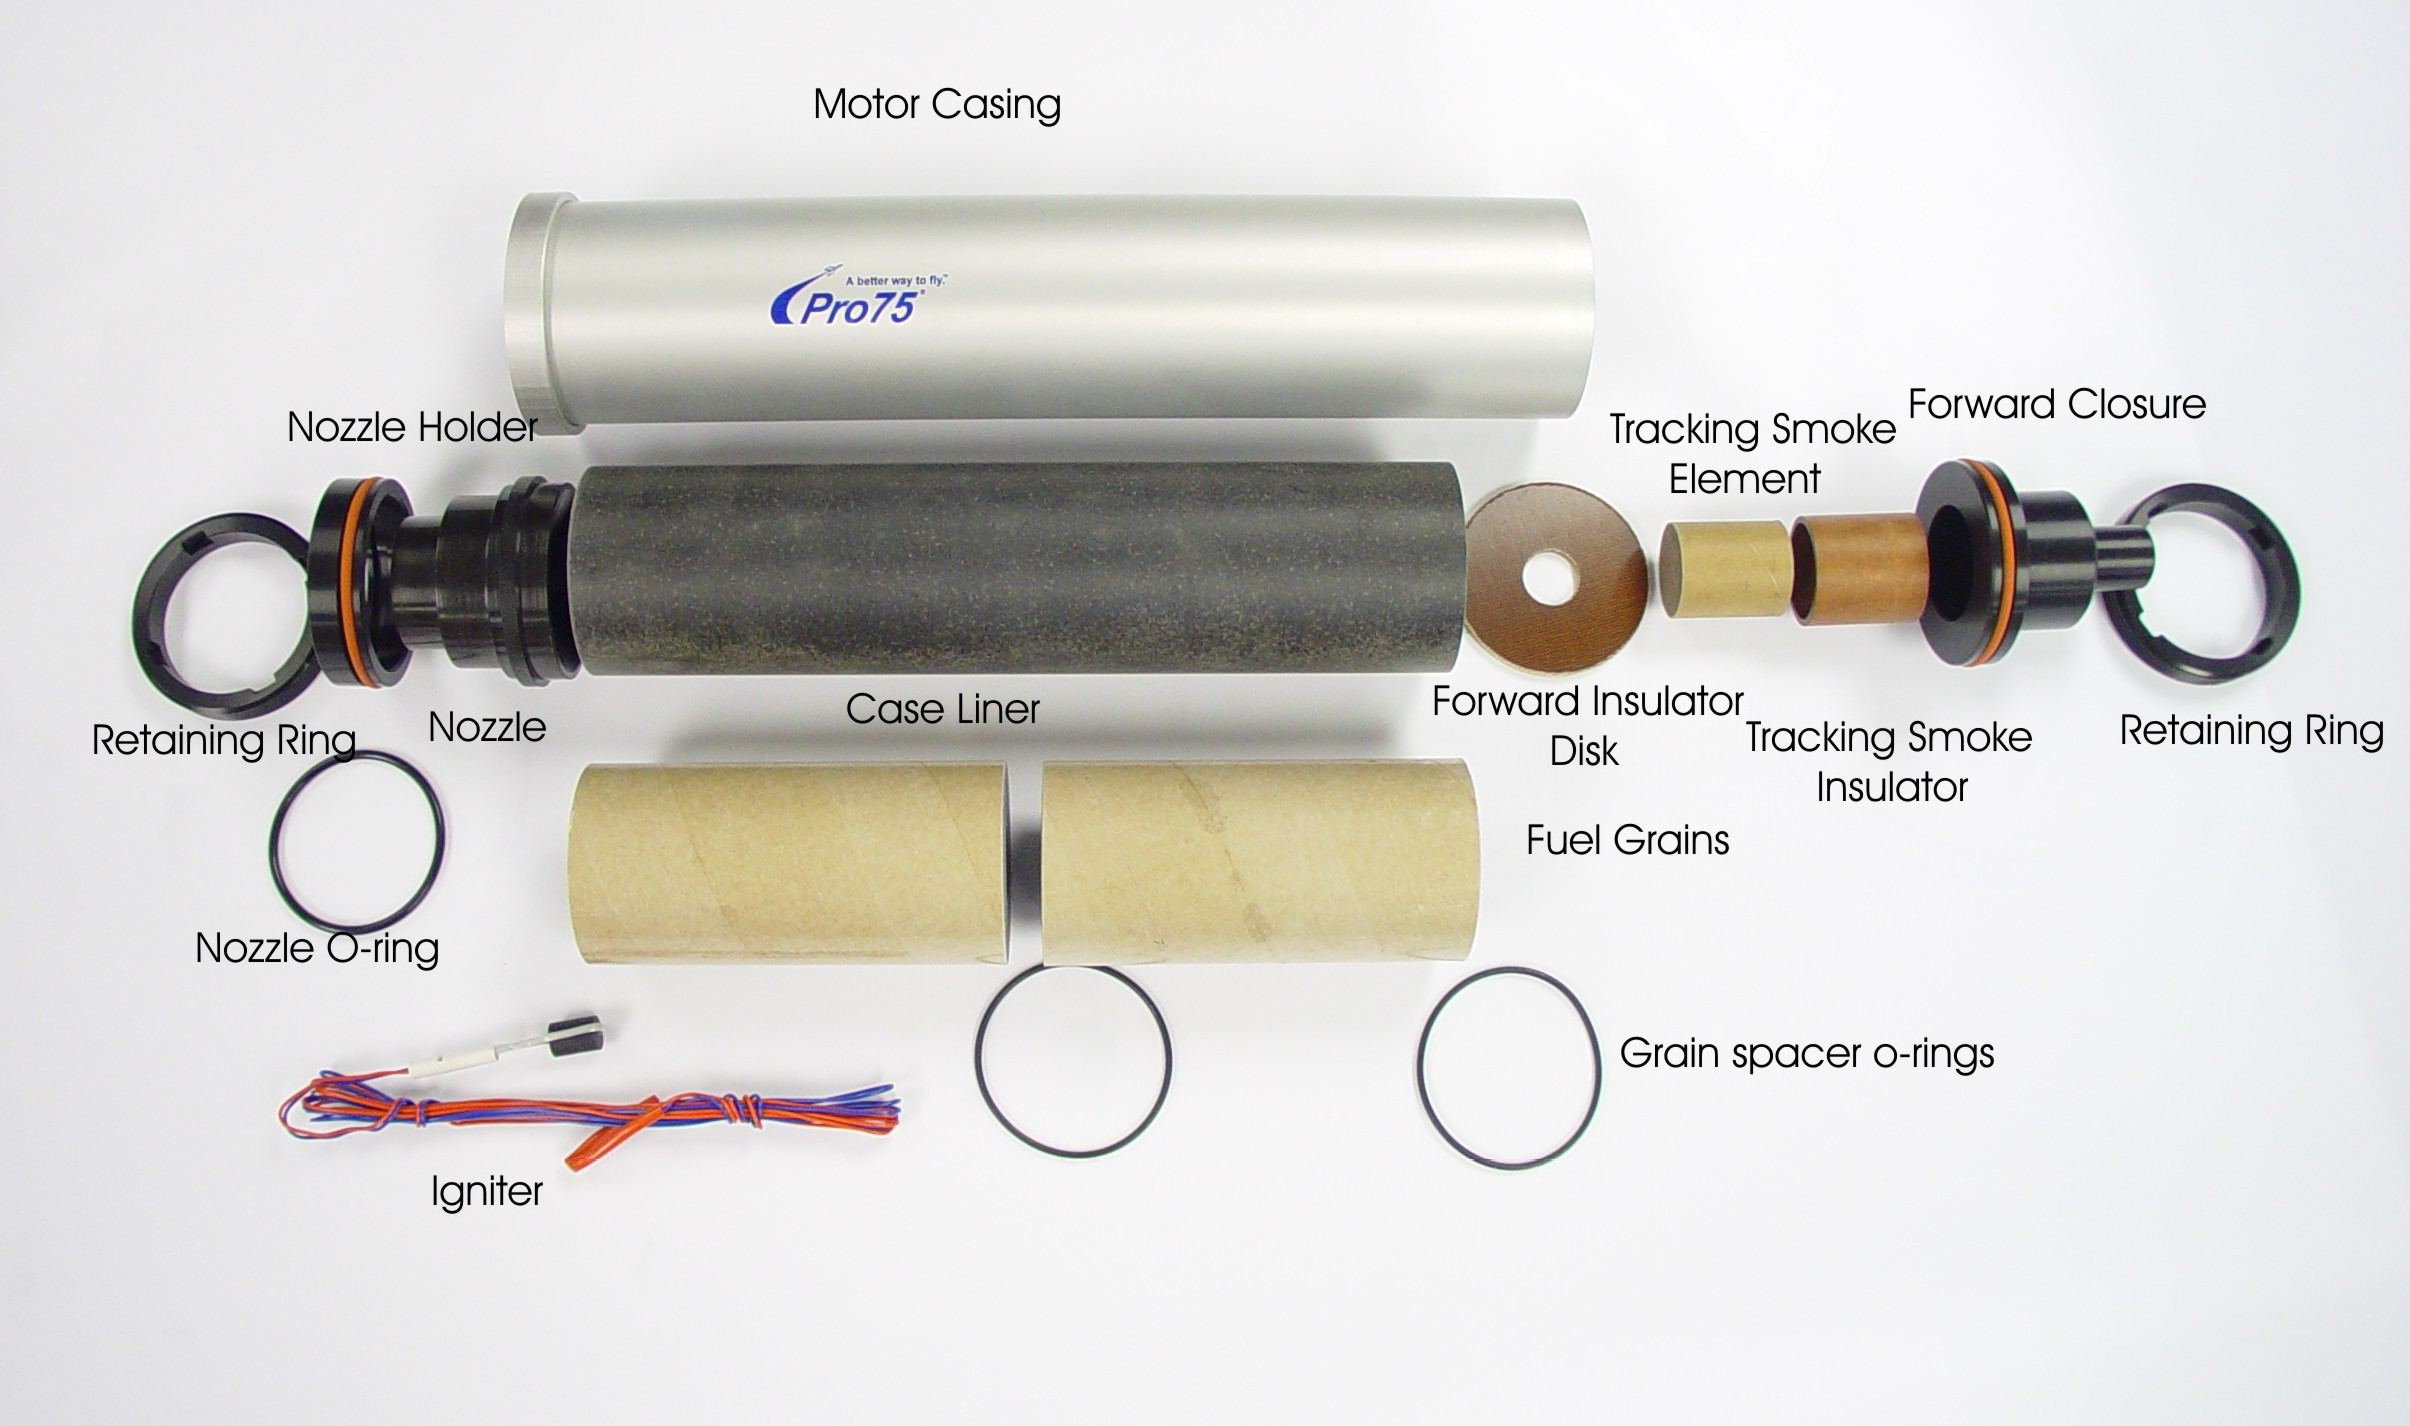 Motor Casing
A better way to fly.™
Pro75®
Nozzle Holder
Tracking Smoke
Element
Forward Closure
Retaining Ring
Nozzle
Case Liner
Forward Insulator
Disk
Tracking Smoke
Insulator
Retaining Ring
Fuel Grains
Nozzle O-ring
Grain spacer o-rings
Igniter